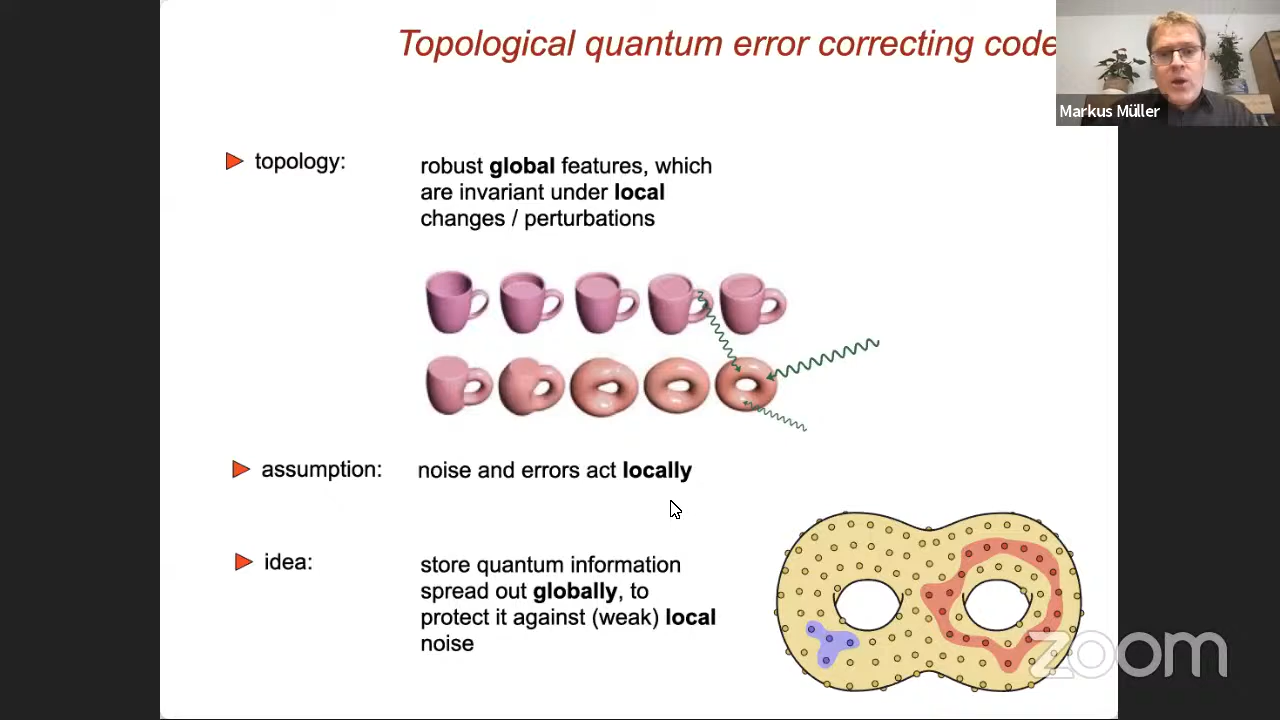 Topological quantum error correcting code
Markus Müller
topology:
robust global features, which
are invariant under local
changes / perturbations
assumption:
noise and errors act locally
idea:
store quantum information
spread out globally, to
protect it against (weak) local
noise
zoom